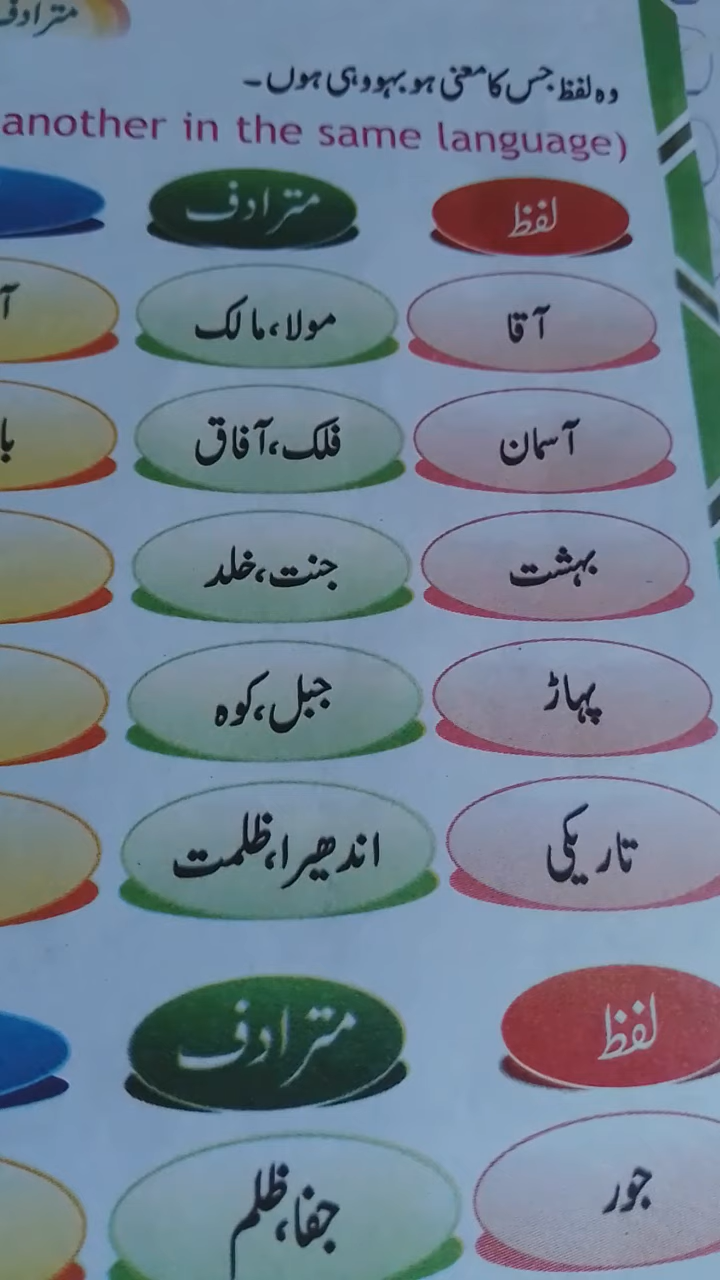 مترادف
وہ لفظ جس کا معنی ہو بہو وہی ہوں۔
another in the same language)
لفظ مترادف
آقا مولا، مالک
آسمان فلک، آفاق
بہشت جنت، خلد
پہاڑ جبل، کوہ
تاریکی اندھیرا، ظلمت
لفظ مترادف
جور جفا، ظلم